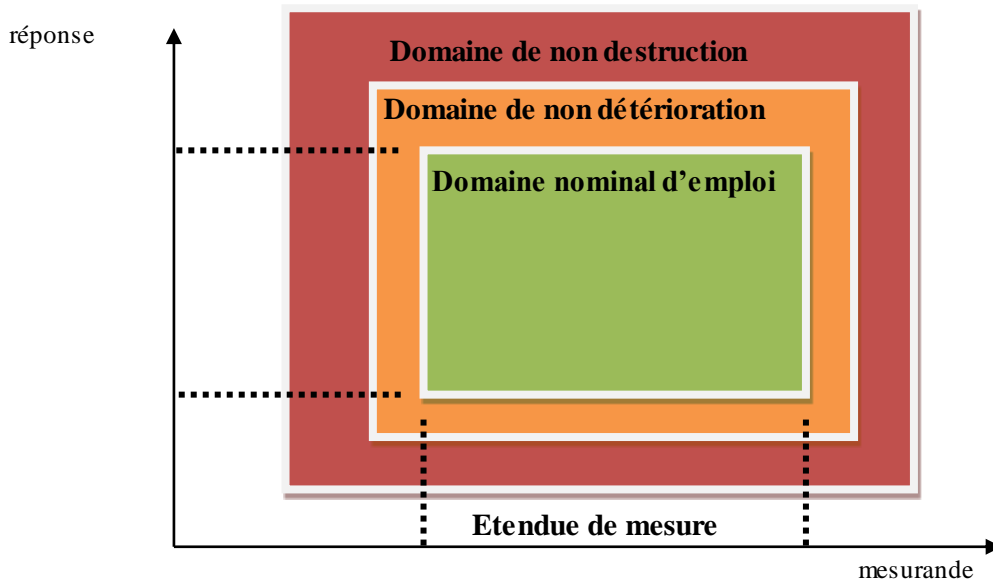 réponse
Domaine de non destruction
Domaine de non détérioration
Domaine nominal d'emploi
Etendue de mesure
mesurande